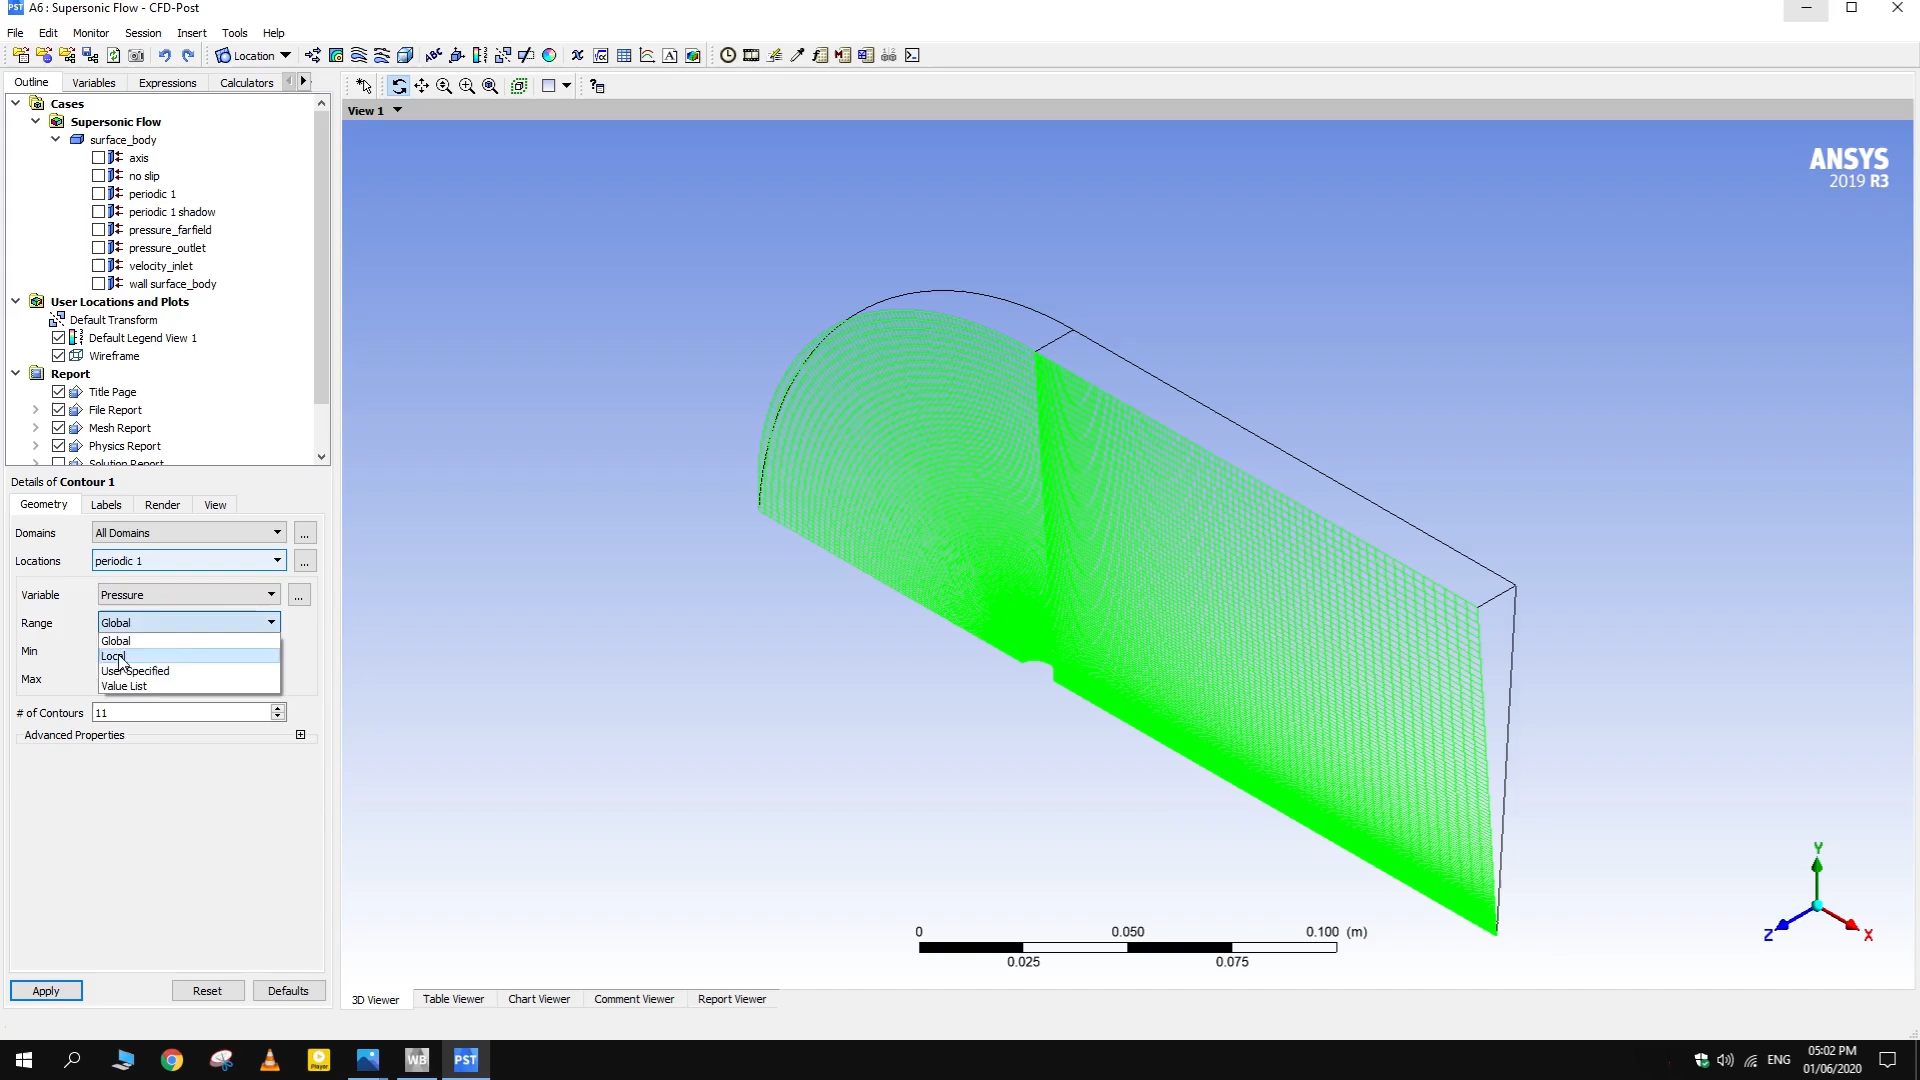 A6 : Supersonic Flow - CFD-Post
File Edit Monitor Session Insert Tools Help
Location
Outline Variables Expressions Calculators
View 1
Cases
Supersonic Flow
surface_body
axis
no slip
periodic 1
periodic 1 shadow
pressure_farfield
pressure_outlet
velocity_inlet
wall surface_body
User Locations and Plots
Default Transform
Default Legend View 1
Wireframe
Report
Title Page
File Report
Mesh Report
Physics Report
Solution Report
Details of Contour 1
Geometry Labels Render View
Domains All Domains ...
Locations periodic 1 ...
Variable Pressure ...
Range Global
Global
Min Local
User Specified
Max Value List
# of Contours 11
Advanced Properties
Apply Reset Defaults
ANSYS
2019 R3
0 0.050 0.100 (m)
0.025 0.075
Y
Z X
3D Viewer Table Viewer Chart Viewer Comment Viewer Report Viewer
Player WB PST ENG
05:02 PM
01/06/2020